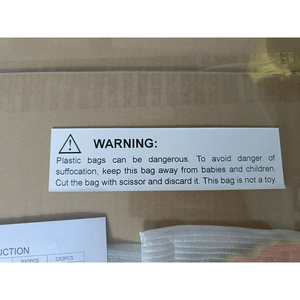 WARNING:
Plastic bags can be dangerous. To avoid danger of
suffocation, keep this bag away from babies and children.
Cut the bag with scissor and discard it. This bag is not a toy.
UCTION